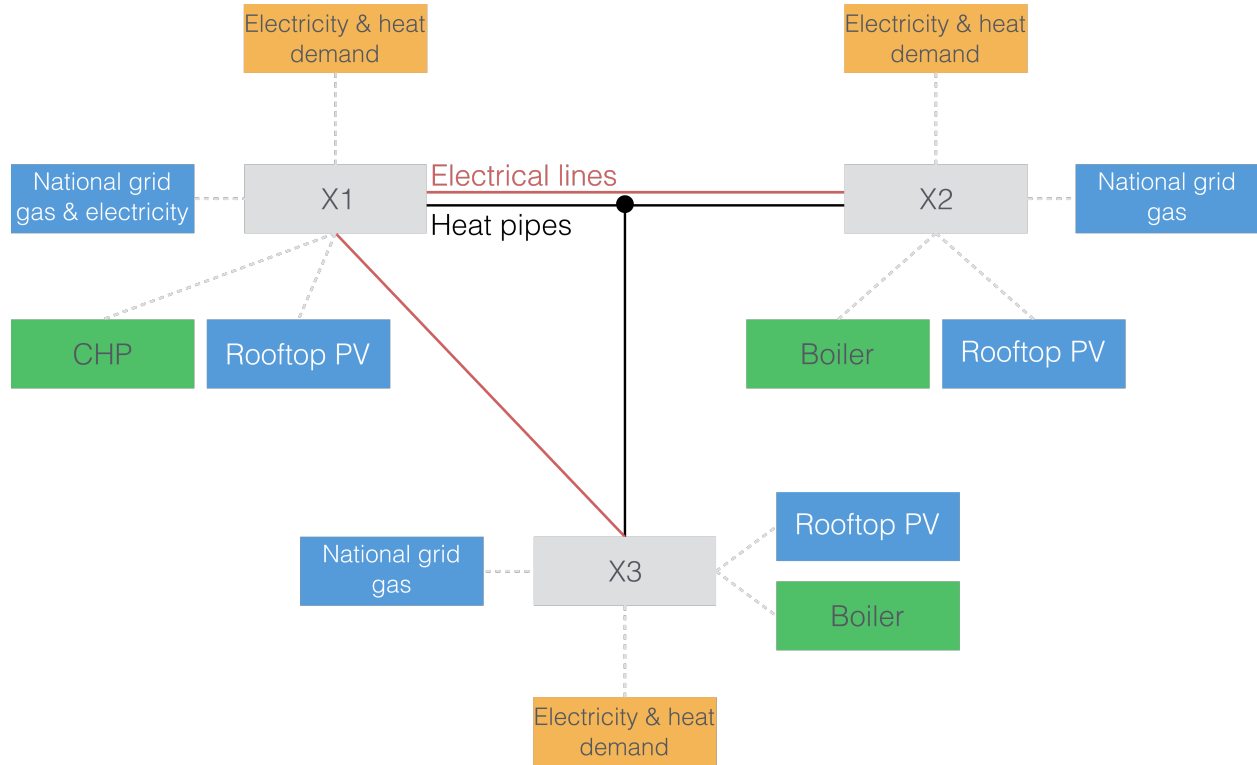 Electricity & heat
demand
Electricity & heat
demand
National grid
gas & electricity
X1
Electrical lines
Heat pipes
X2
National grid
gas
CHP
Rooftop PV
Boiler
Rooftop PV
Rooftop PV
National grid
gas
X3
Boiler
Electricity & heat
demand